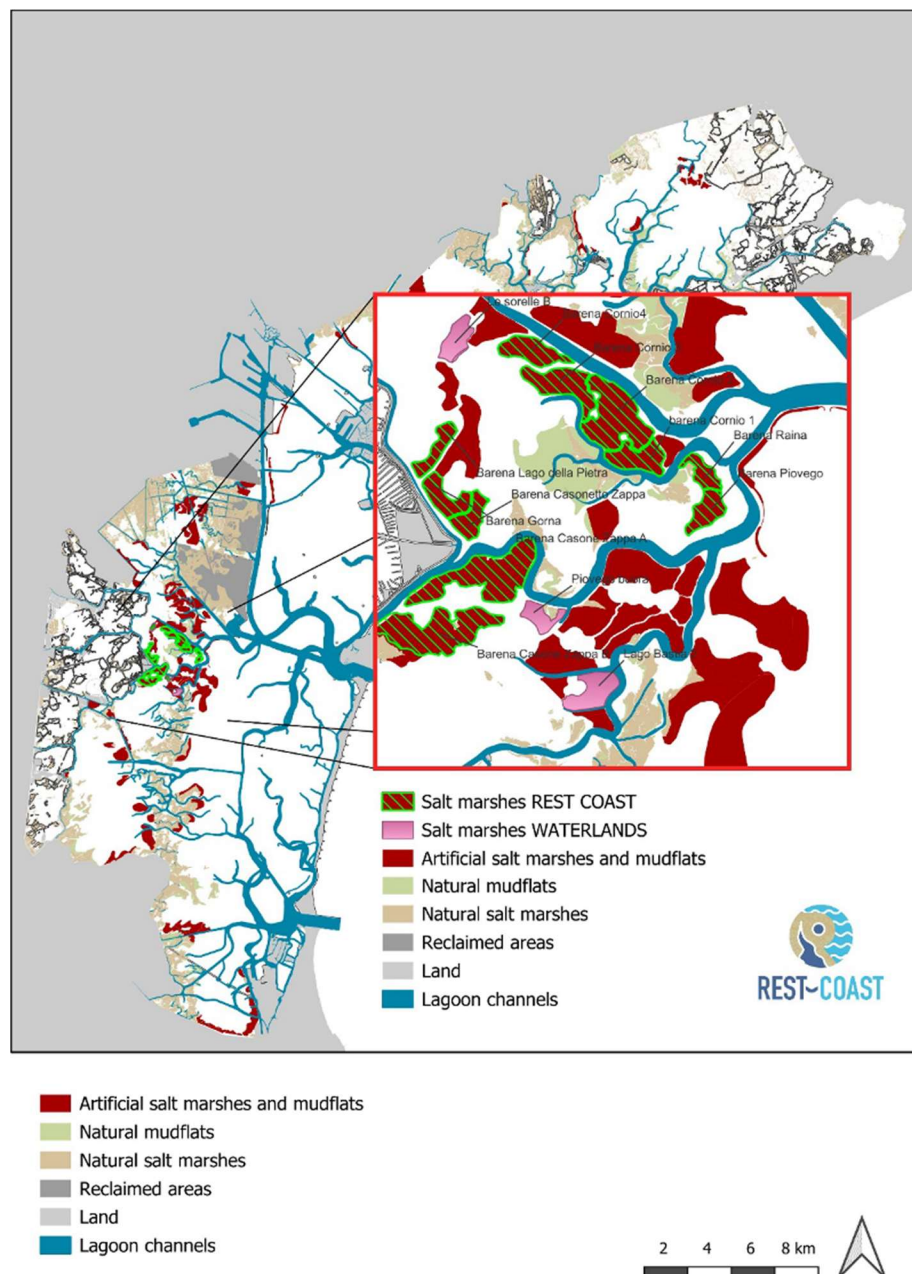 sorelle B
Barena Cornio4
Barena Cornio
Barena
barena Cornio 1
Barena Raina
Barena Piovego
Barena Lago della Pietra
Barena Casonetto Zappa
Barena Gorna
Barena Casone Zappa A
Piovego
Barena
Lago
Salt marshes REST COAST
Salt marshes WATERLANDS
Artificial salt marshes and mudflats
Natural mudflats
Natural salt marshes
Reclaimed areas
Land
Lagoon channels
REST~COAST
Artificial salt marshes and mudflats
Natural mudflats
Natural salt marshes
Reclaimed areas
Land
Lagoon channels
2 4 6 8 km